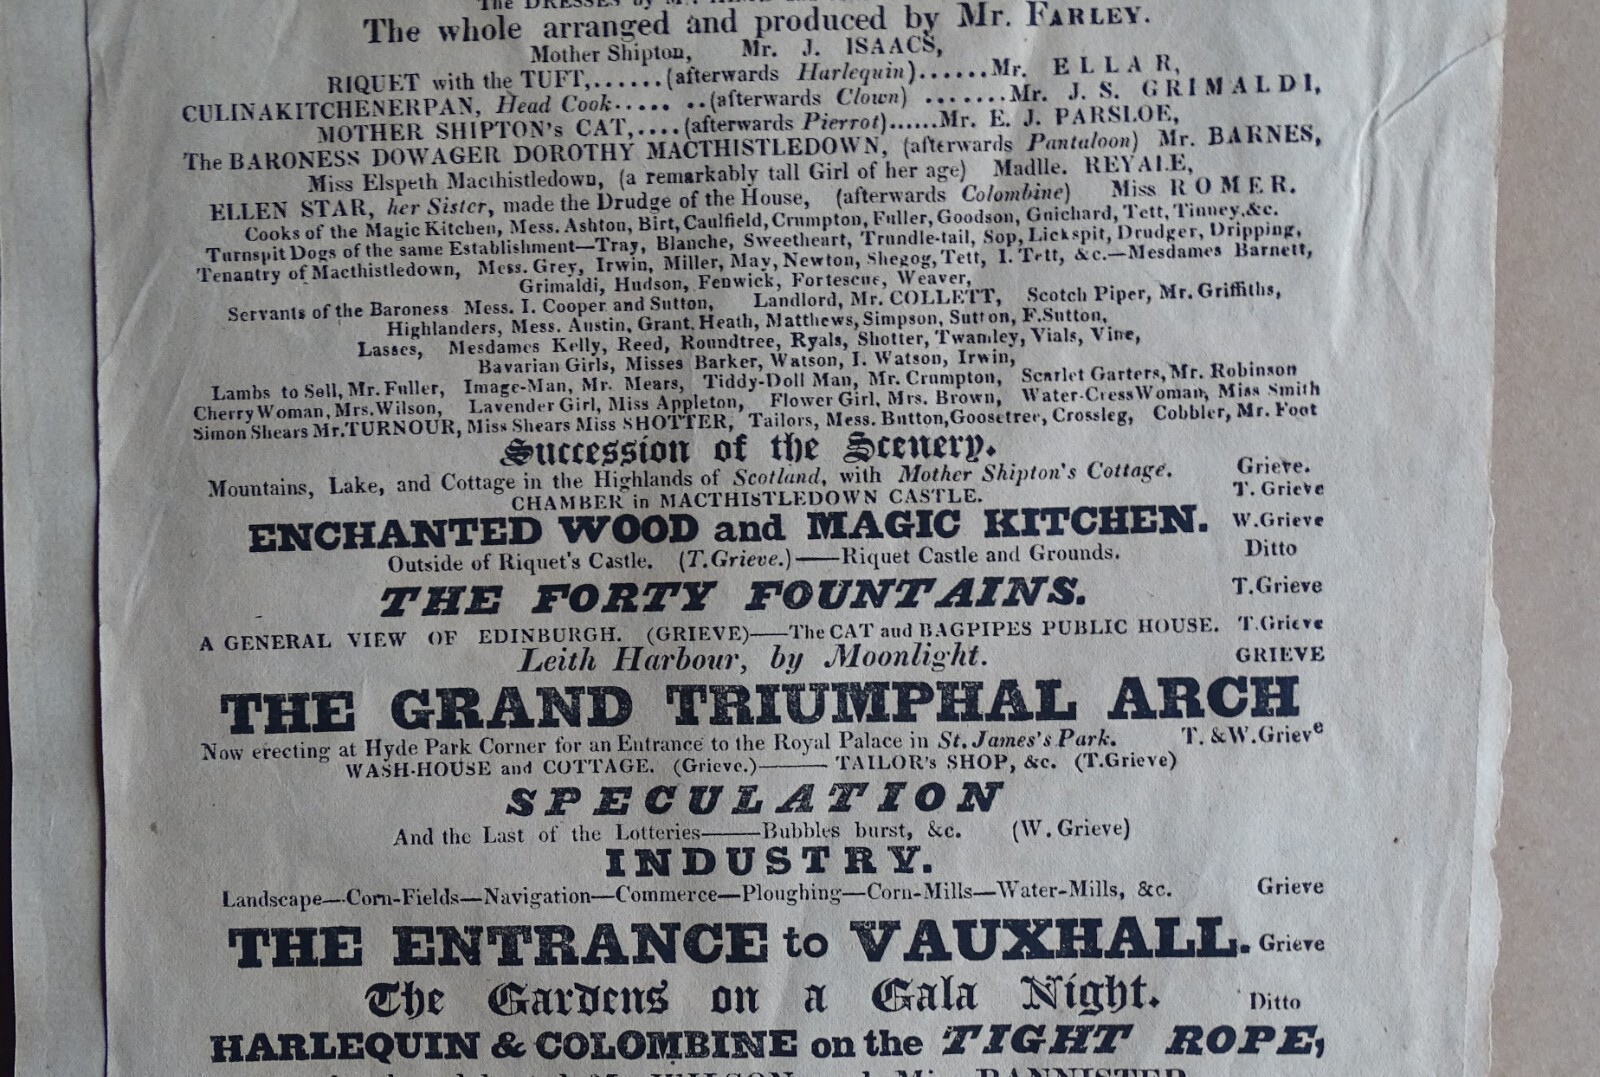 The DRESSES by
The whole arranged and produced by Mr. FARLEY.
Mother Shipton, Mr. J. ISAACS,
RIQUET with the TUFT,......(afterwards Harlequin)......Mr. ELLAR,
CULINAKITCHENERPAN, Head Cook..... ..(afterwards Clown) .......Mr. J. S. GRIMALDI,
MOTHER SHIPTON's CAT,....(afterwards Pierrot)......Mr. E. J. PARSLOE,
The BARONESS DOWAGER DOROTHY MACTHISTLEDOWN, (afterwards Pantaloon) Mr. BARNES,
Miss Elspeth Macthistledown, (a remarkably tall Girl of her age) Madlle. REYALE,
ELLEN STAR, her Sister, made the Drudge of the House, (afterwards Colombine) Miss ROMER.
Cooks of the Magic Kitchen, Mess. Ashton, Birt, Caulfield, Crumpton, Fuller, Goodson, Guichard, Tett, Tinney,&c.
Turnspit Dogs of the same Establishment—Tray, Blanche, Sweetheart, Trundle-tail, Sop, Lickspit, Drudger, Dripping,
Tenantry of Macthistledown, Mess. Grey, Irwin, Miller, May, Newton, Shegog, Tett, I. Tett, &c.—Mesdames Barnett,
Grimaldi, Hudson, Fenwick, Fortescue, Weaver,
Servants of the Baroness Mess. I. Cooper and Sutton, Landlord, Mr. COLLETT, Scotch Piper, Mr. Griffiths,
Highlanders, Mess. Austin, Grant, Heath, Matthews, Simpson, Sutton, F.Sutton,
Lasses, Mesdames Kelly, Reed, Roundtree, Ryals, Shotter, Twamley, Vials, Vine,
Bavarian Girls, Misses Barker, Watson, I. Watson, Irwin,
Lambs to Sell, Mr. Fuller, Image-Man, Mr. Mears, Tiddy-Doll Man, Mr. Crumpton, Scarlet Garters, Mr. Robinson
Cherry Woman, Mrs. Wilson, Lavender Girl, Miss Appleton, Flower Girl, Mrs. Brown, Water-Cress Woman, Miss Smith
Simon Shears Mr. TURNOUR, Miss Shears Miss SHOTTER, Tailors, Mess. Button, Goosetree, Crossleg, Cobbler, Mr. Foot
Succession of the Scenery.
Mountains, Lake, and Cottage in the Highlands of Scotland, with Mother Shipton's Cottage. Grieve.
CHAMBER in MACTHISTLEDOWN CASTLE. T. Grieve
ENCHANTED WOOD and MAGIC KITCHEN. W.Grieve
Outside of Riquet's Castle. (T.Grieve.)——Riquet Castle and Grounds. Ditto
THE FORTY FOUNTAINS. T.Grieve
A GENERAL VIEW OF EDINBURGH. (GRIEVE)——The CAT and BAGPIPES PUBLIC HOUSE. T.Grieve
Leith Harbour, by Moonlight. GRIEVE
THE GRAND TRIUMPHAL ARCH
Now erecting at Hyde Park Corner for an Entrance to the Royal Palace in St. James's Park. T. &W.Grieve
WASH-HOUSE and COTTAGE. (Grieve.)——— TAILOR's SHOP, &c. (T.Grieve)
SPECULATION
And the Last of the Lotteries———Bubbles burst, &c. (W. Grieve)
INDUSTRY.
Landscape—Corn-Fields—Navigation—Commerce—Ploughing—Corn-Mills—Water-Mills, &c. Grieve
THE ENTRANCE to VAUXHALL. Grieve
The Gardens on a Gala Night. Ditto
HARLEQUIN & COLOMBINE on the TIGHT ROPE,
Mr. WILSON and Miss BANNISTER